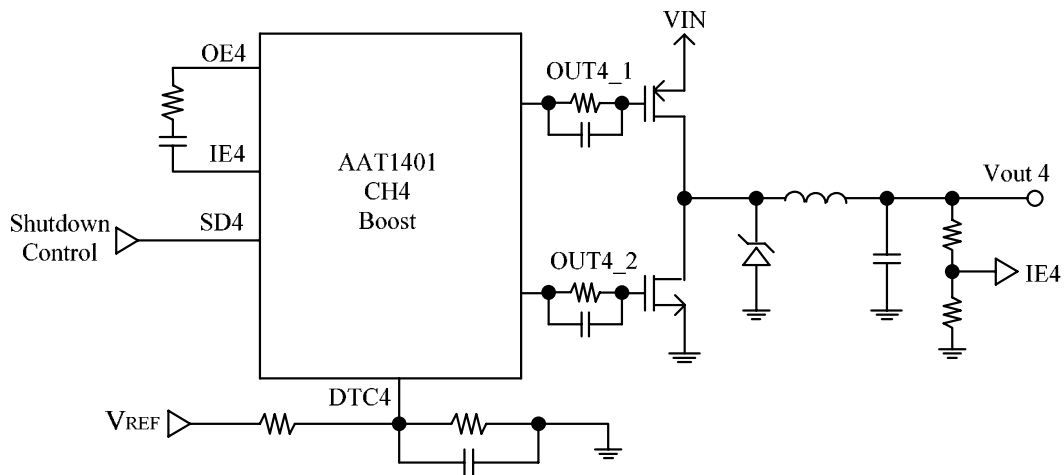 VIN
OE4
OUT4_1
IE4
AAT1401
CH4
Boost
Vout 4
Shutdown
Control
SD4
OUT4_2
IE4
DTC4
VREF